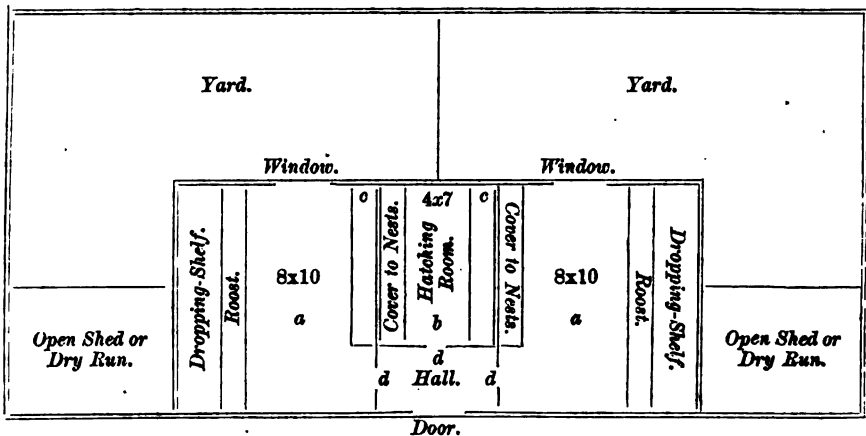 Yard.
Yard.
Window.
Window.
c
4x7
c
Dropping-Shelf.
Roost.
8x10
a
Cover to Nests.
Hatching
Room.
b
Cover to Nests.
8x10
a
Roost.
Dropping-Shelf.
Open Shed or
Dry Run.
d
d
Hall.
d
Open Shed or
Dry Run.
Door.